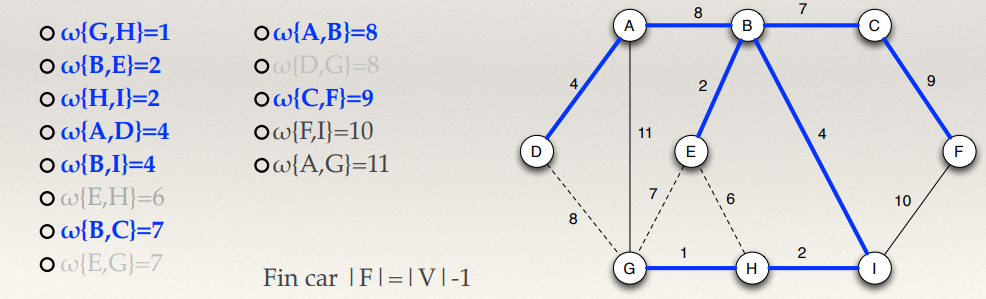 ω{G,H}=1
ω{B,E}=2
ω{H,I}=2
ω{A,D}=4
ω{B,I}=4
ω{E,H}=6
ω{B,C}=7
ω{E,G}=7
ω{A,B}=8
ω{D,G}=8
ω{C,F}=9
ω{F,I}=10
ω{A,G}=11
Fin car |F|=|V|-1
8 7
A B C
4 2 9
11 4
D E F
7 6 10
8
1 2
G H I